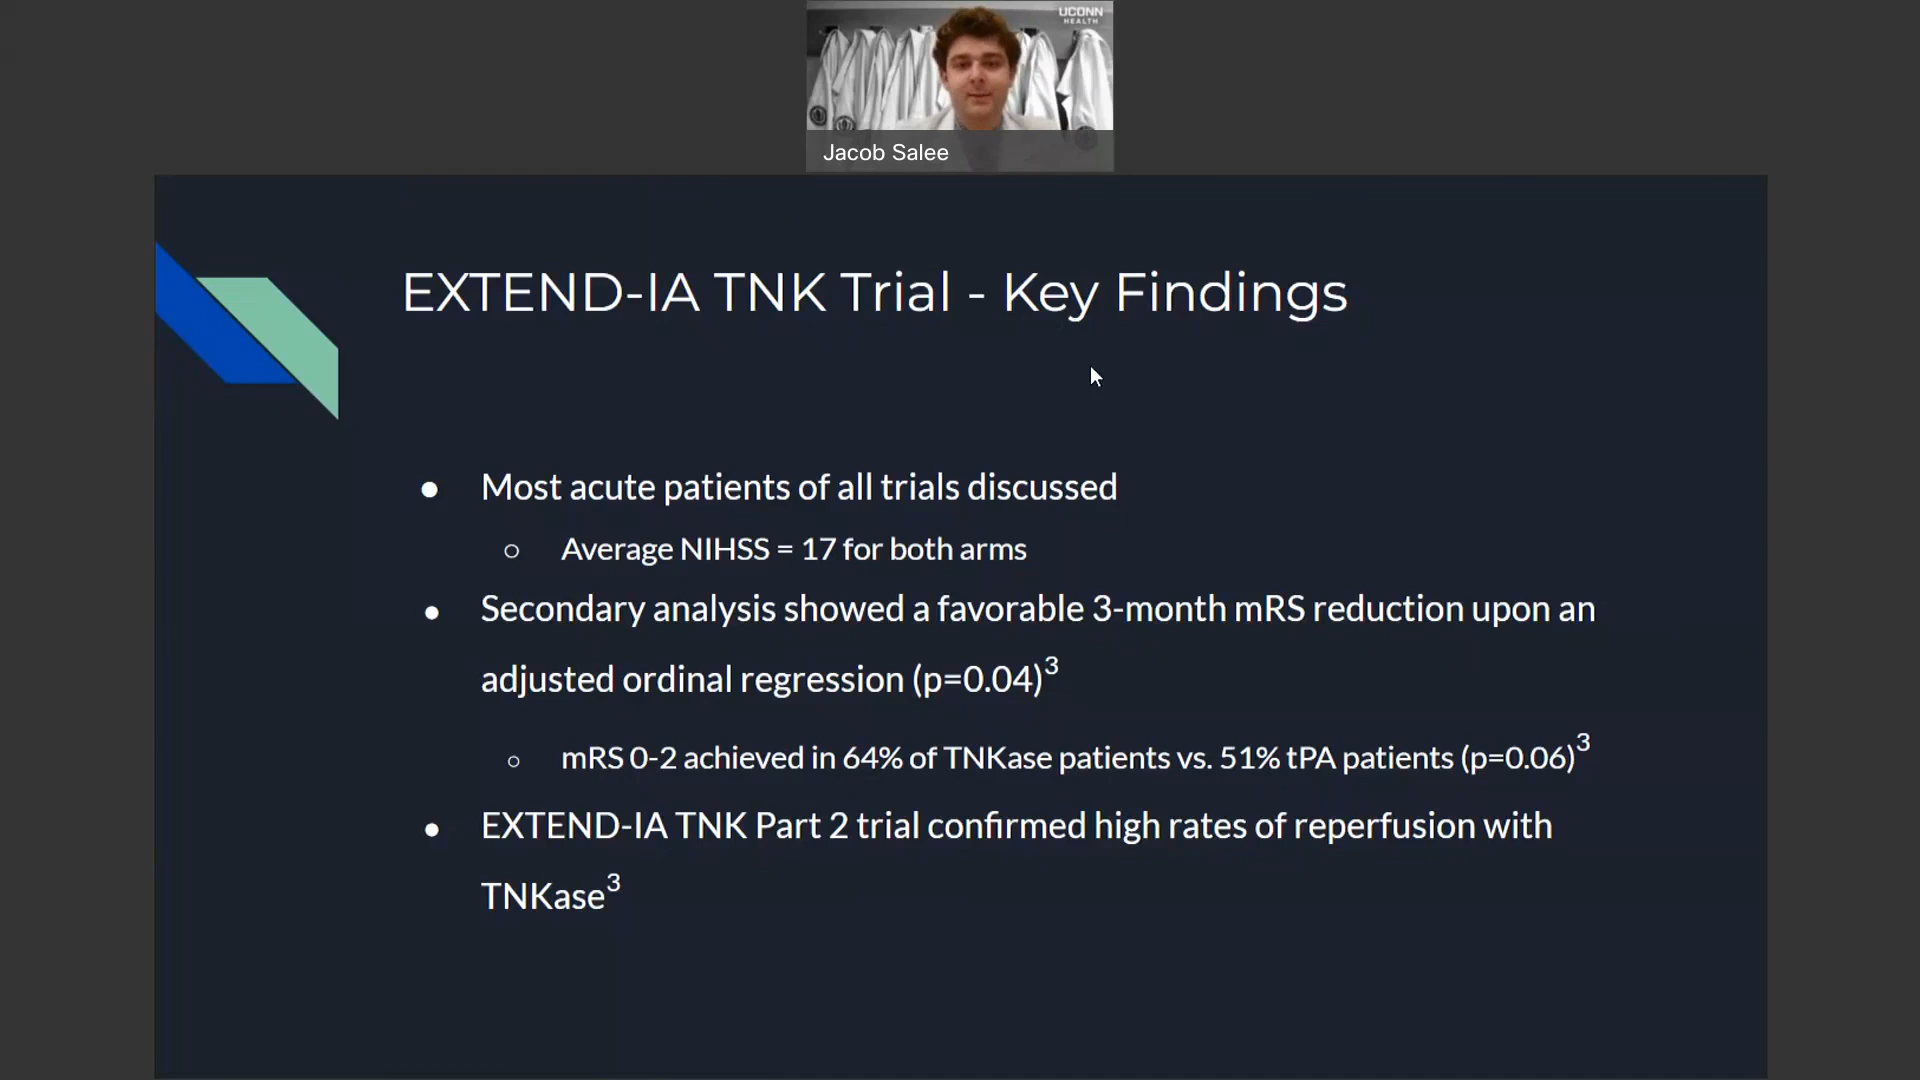 UCONN
HEALTH
Jacob Salee
EXTEND-IA TNK Trial - Key Findings
● Most acute patients of all trials discussed
○ Average NIHSS = 17 for both arms
● Secondary analysis showed a favorable 3-month mRS reduction upon an
adjusted ordinal regression (p=0.04)³
○ mRS 0-2 achieved in 64% of TNKase patients vs. 51% tPA patients (p=0.06)³
● EXTEND-IA TNK Part 2 trial confirmed high rates of reperfusion with
TNKase³